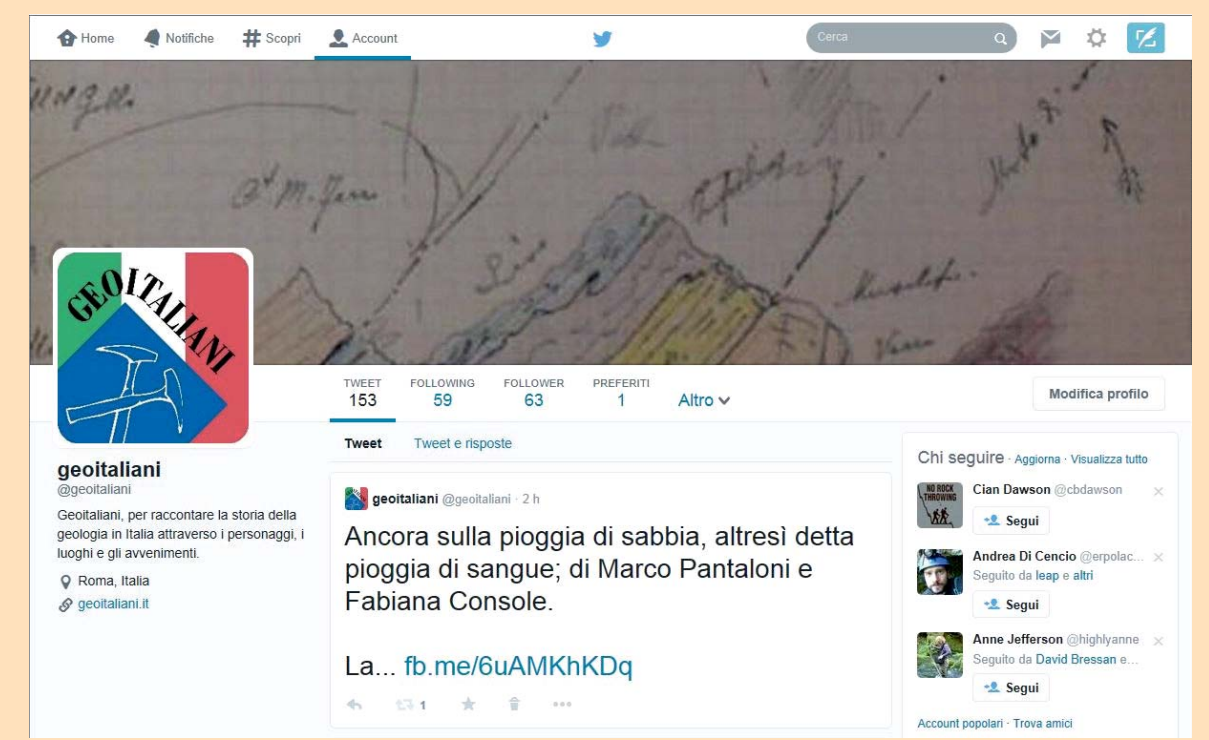 Home Notifiche Scopri Account
Cerca
GEOITALIANI
TWEET FOLLOWING FOLLOWER PREFERITI
153 59 63 1 Altro
Modifica profilo
geoitaliani
@geoitaliani
Geoitaliani, per raccontare la storia della
geologia in Italia attraverso i personaggi, i
luoghi e gli avvenimenti.
Roma, Italia
geoitaliani.it
Tweet Tweet e risposte
geoitaliani @geoitaliani · 2 h
Ancora sulla pioggia di sabbia, altresì detta
pioggia di sangue; di Marco Pantaloni e
Fabiana Console.
La... fb.me/6uAMKhKDq
1
Chi seguire · Aggiorna · Visualizza tutto
NO ROCK
THROWING
Cian Dawson @cbdawson
Segui
Andrea Di Cencio @erpolac...
Seguito da leap e altri
Segui
Anne Jefferson @highlyanne
Seguito da David Bressan e...
Segui
Account popolari · Trova amici